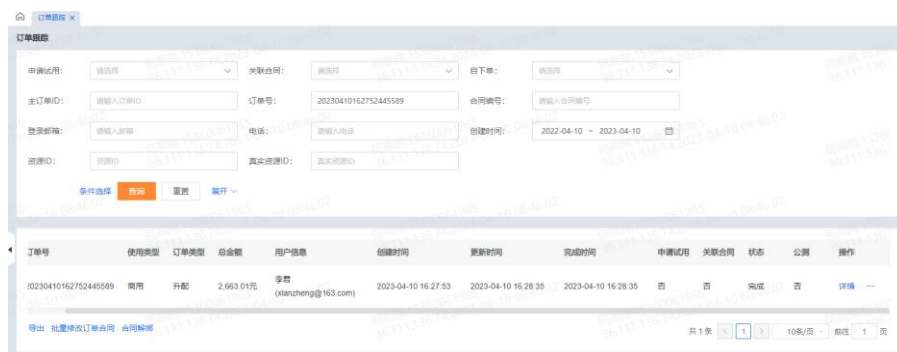 订单跟踪 ×
订单跟踪
申请试用: 请选择 关联合同: 请选择 自下单: 请选择
主订单ID: 请输入订单ID 订单号: 20230410162752445589 合同编号: 请输入合同编号
登录邮箱: 请输入邮箱 电话: 请输入电话 创建时间: 2022-04-10 ~ 2023-04-10
资源ID: 资源ID 真实资源ID: 真实资源ID
条件选择 查询 重置 展开
订单号 使用类型 订单类型 总金额 用户信息 创建时间 更新时间 完成时间 申请试用 关联合同 状态 公测 操作
20230410162752445589 商用 升配 2,663.01元 李君 2023-04-10 16:27:53 2023-04-10 16:28:35 2023-04-10 16:28:35 否 否 完成 否 详情 ...
(xianzheng@163.com)
导出 批量修改订单合同 合同解绑
共 1 条 < 1 > 10条/页 前往 1 页